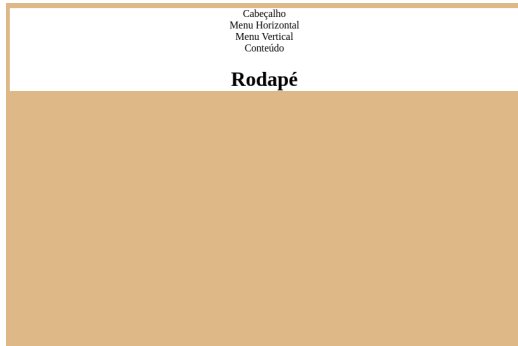 Cabeçalho
Menu Horizontal
Menu Vertical
Conteúdo
Rodapé